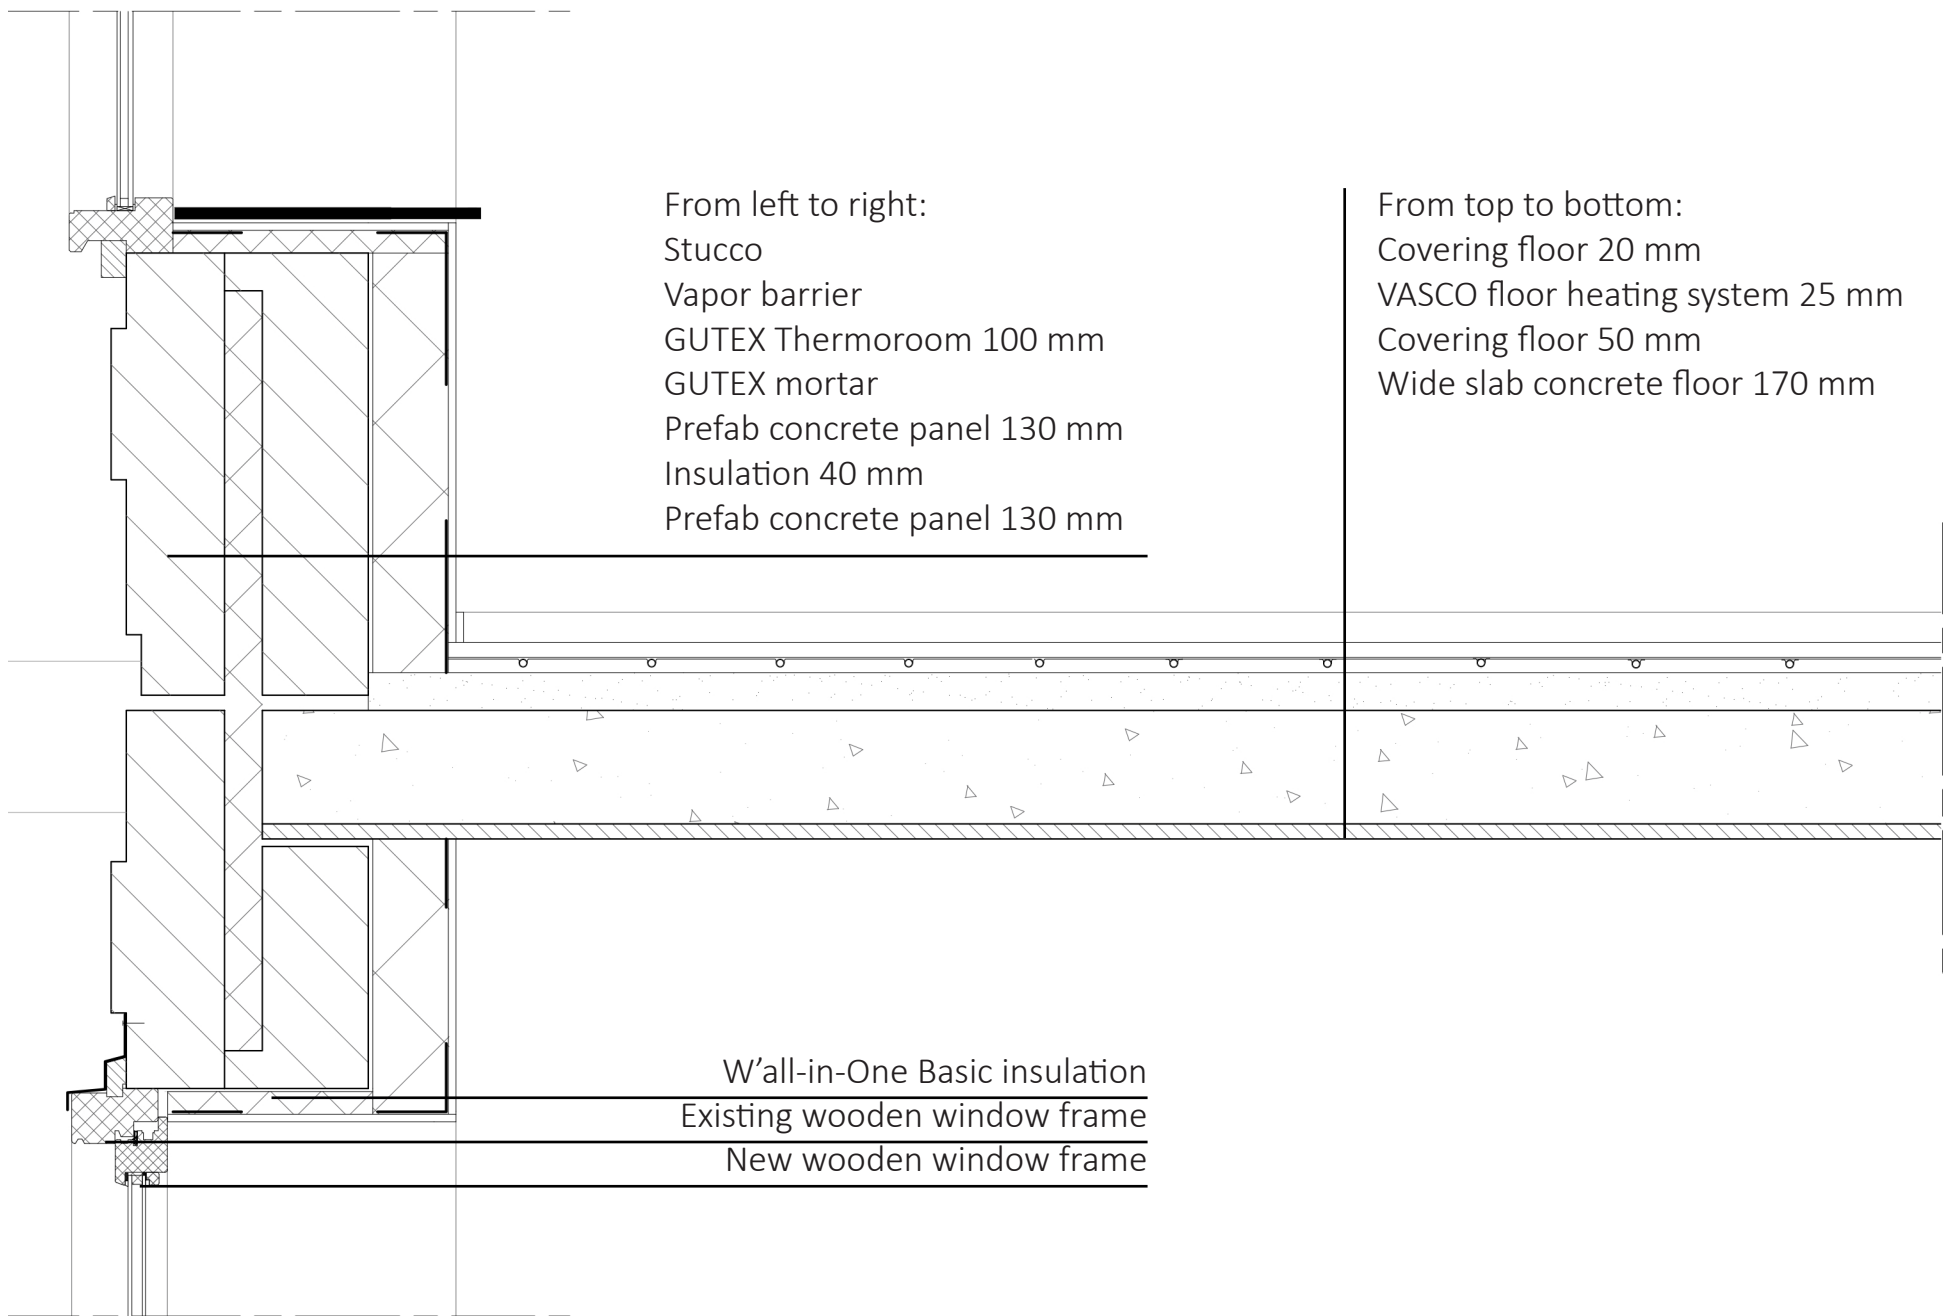 From left to right:
Stucco
Vapor barrier
GUTEX Thermoroom 100 mm
GUTEX mortar
Prefab concrete panel 130 mm
Insulation 40 mm
Prefab concrete panel 130 mm
From top to bottom:
Covering floor 20 mm
VASCO floor heating system 25 mm
Covering floor 50 mm
Wide slab concrete floor 170 mm
W’all-in-One Basic insulation
Existing wooden window frame
New wooden window frame